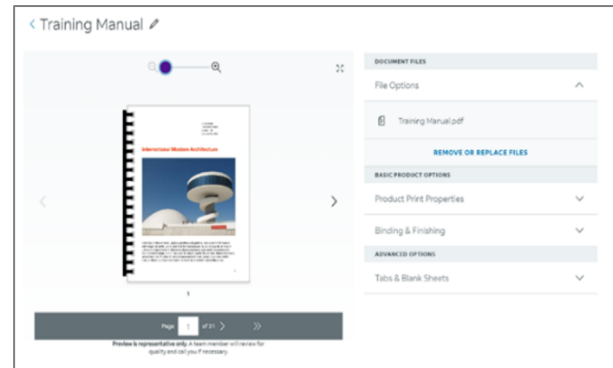 Training Manual
DOCUMENT FILES
File Options
Training Manual.pdf
REMOVE OR REPLACE FILES
BASIC PRODUCT OPTIONS
Product Print Properties
Binding & Finishing
ADVANCED OPTIONS
Tabs & Blank Sheets
International Modern Architecture
1
Page 1 of 31
Preview is representative only. A team member will review for
quality and call you if necessary.